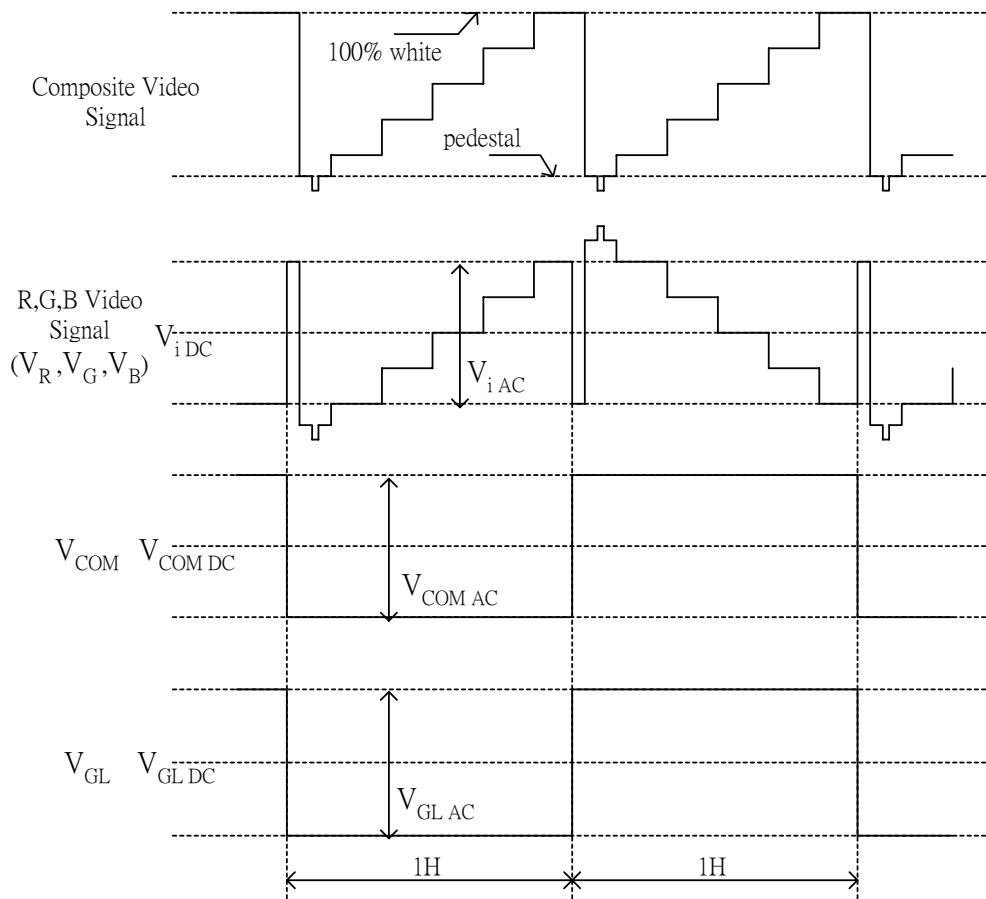 100% white
Composite Video
Signal
pedestal
R,G,B Video
Signal
(V_R,V_G,V_B)
V_i DC
V_i AC
V_COM V_COM DC
V_COM AC
V_GL V_GL DC
V_GL AC
1H 1H